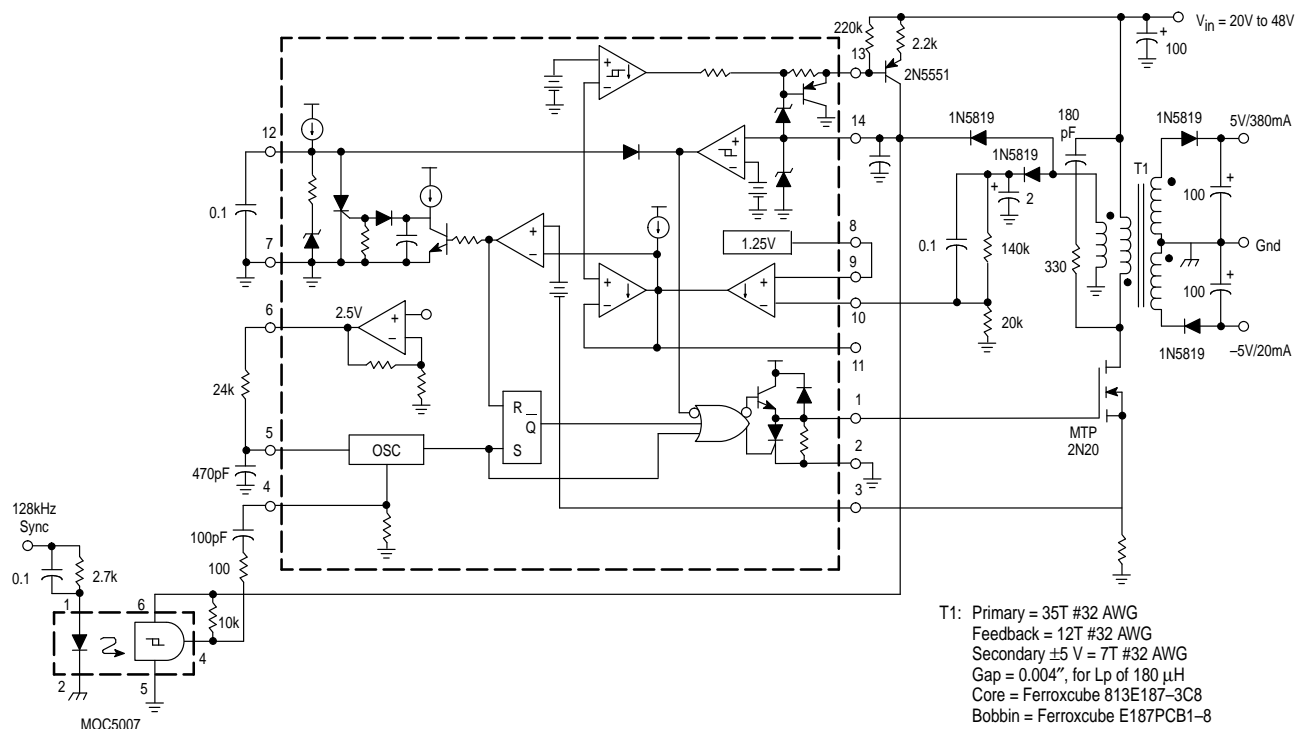 220k
2.2k
13
2N5551
+
100
Vin = 20V to 48V
12
14
1N5819
180
pF
1N5819
5V/380mA
1N5819
T1
+
100
0.1
7
+
–
+
–
+
–
+
2
0.1
140k
1.25V
8
9
Gnd
330
+
100
6
2.5V
+
–
+
–
+
–
10
20k
11
1N5819
–5V/20mA
24k
R
Q
S
1
MTP
2N20
5
OSC
2
470pF
4
3
128kHz
Sync
100pF
0.1
2.7k
100
1
6
10k
4
2
5
MOC5007
T1: Primary = 35T #32 AWG
Feedback = 12T #32 AWG
Secondary ±5 V = 7T #32 AWG
Gap = 0.004″, for Lp of 180 μH
Core = Ferroxcube 813E187–3C8
Bobbin = Ferroxcube E187PCB1–8